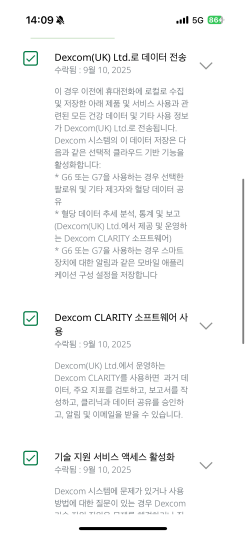 14:09
5G 86
Dexcom(UK) Ltd.로 데이터 전송
수락됨 : 9월 10, 2025
이 경우 이전에 휴대전화에 로컬로 수집
및 저장한 아래 제품 및 서비스 사용과 관
련된 모든 건강 데이터 및 기타 사용 정보
가 Dexcom(UK) Ltd.로 전송됩니다.
Dexcom 시스템의 이 데이터 저장은 다
음과 같은 선택적 클라우드 기반 기능을
활성화합니다:
* G6 또는 G7을 사용하는 경우 선택한
팔로워 및 기타 제3자와 혈당 데이터 공
유
* 혈당 데이터 추세 분석, 통계 및 보고
(Dexcom(UK) Ltd.에서 제공 및 운영하
는 Dexcom CLARITY 소프트웨어)
* G6 또는 G7을 사용하는 경우 스마트
장치에 대한 알림과 같은 모바일 애플리
케이션 구성 설정을 저장합니다
Dexcom CLARITY 소프트웨어 사
용
수락됨 : 9월 10, 2025
Dexcom(UK) Ltd.에서 운영하는
Dexcom CLARITY를 사용하면 과거 데
이터, 주요 지표를 검토하고, 보고서를 작
성하고, 클리닉과 데이터 공유를 승인하
고, 알림 및 이메일을 받을 수 있습니다.
기술 지원 서비스 액세스 활성화
수락됨 : 9월 10, 2025
Dexcom 시스템에 문제가 있거나 사용
방법에 대한 질문이 있는 경우 Dexcom